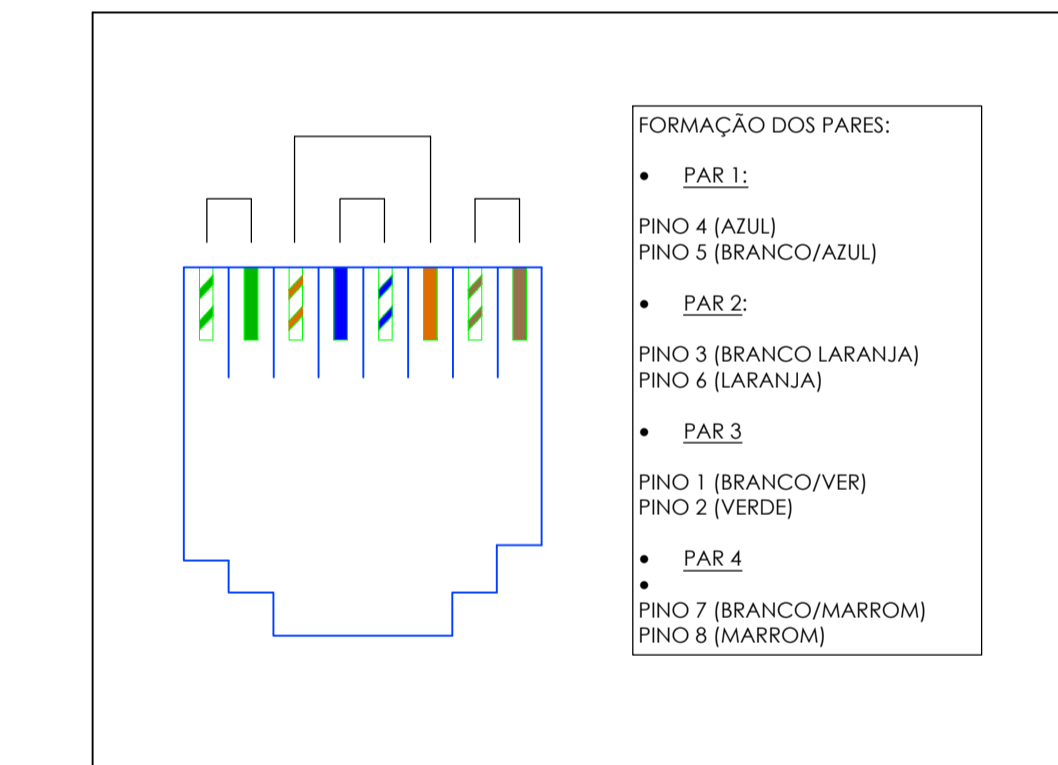 FORMAÇÃO DOS PARES:
• PAR 1:
PINO 4 (AZUL)
PINO 5 (BRANCO/AZUL)
• PAR 2:
PINO 3 (BRANCO LARANJA)
PINO 6 (LARANJA)
• PAR 3
PINO 1 (BRANCO/VER)
PINO 2 (VERDE)
• PAR 4
•
PINO 7 (BRANCO/MARROM)
PINO 8 (MARROM)